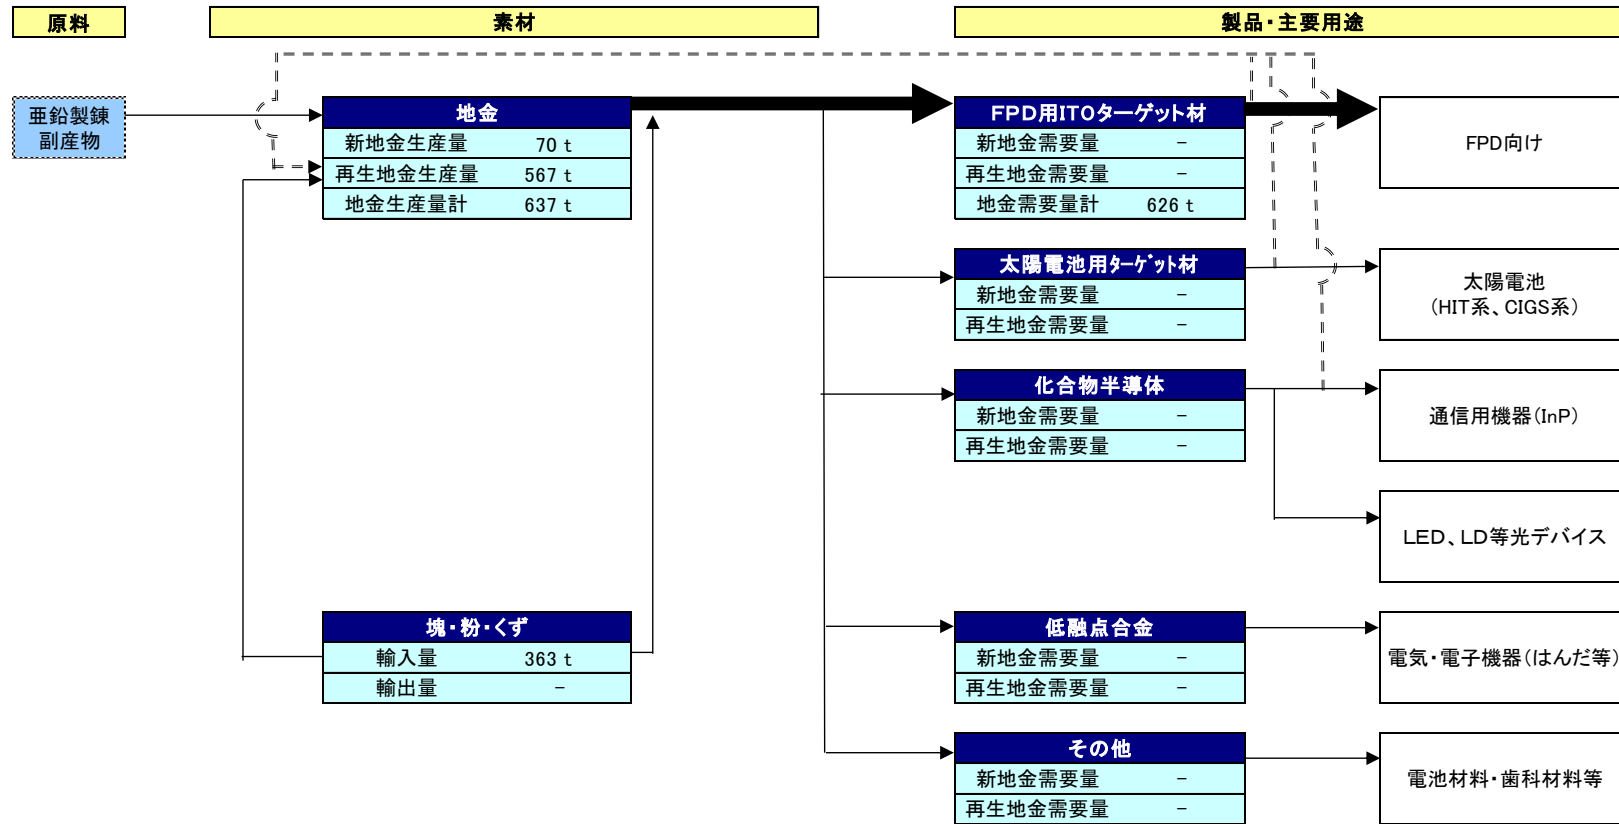 原料
素材
製品・主要用途
亜鉛製錬
副産物
地金
新地金生産量 70 t
再生地金生産量 567 t
地金生産量計 637 t
塊・粉・くず
輸入量 363 t
輸出量 －
FPD用ITOターゲット材
新地金需要量 －
再生地金需要量 －
地金需要量計 626 t
太陽電池用ﾀｰｹﾞｯﾄ材
新地金需要量 －
再生地金需要量 －
化合物半導体
新地金需要量 －
再生地金需要量 －
低融点合金
新地金需要量 －
再生地金需要量 －
その他
新地金需要量 －
再生地金需要量 －
FPD向け
太陽電池
(HIT系、CIGS系)
通信用機器(InP)
LED、LD等光デバイス
電気・電子機器(はんだ等)
電池材料・歯科材料等